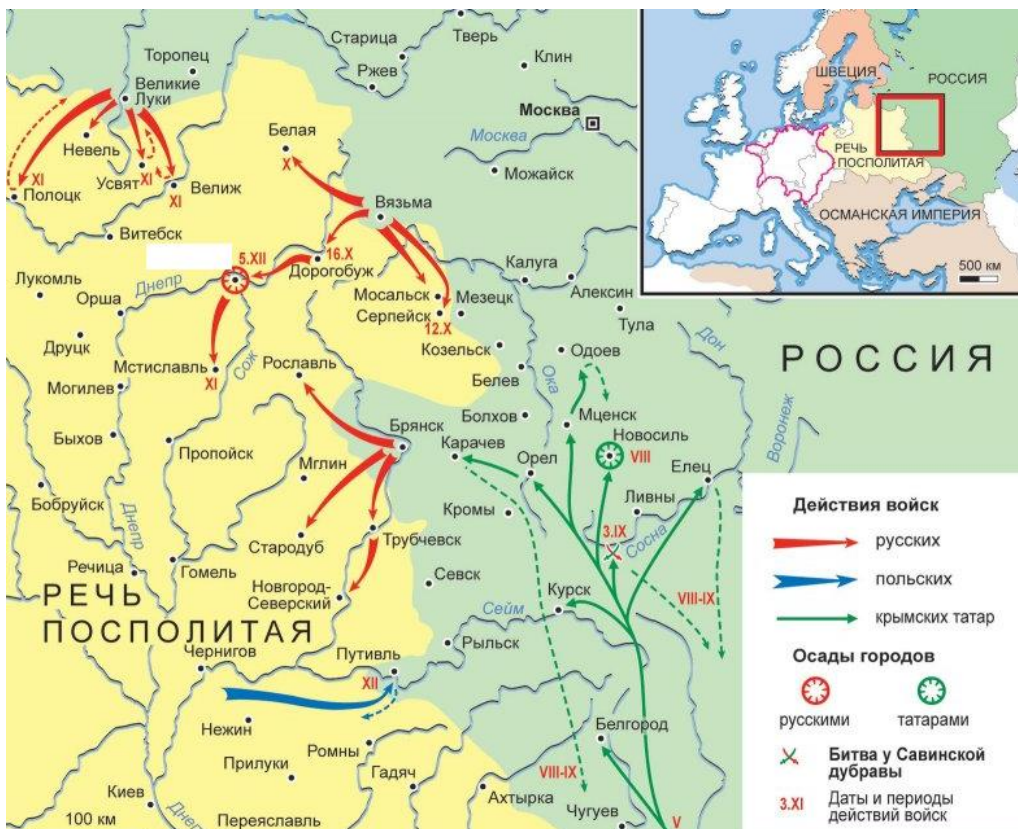 Старица
Тверь
Ржев
Клин
Торопец
Великие
Луки
Москва
Москва
Белая
X
Невель
Можайск
Усвят
XI
XI
Полоцк
Велиж
XI
Вязьма
Витебск
5.XII
16.X
Дорогобуж
Калуга
Лукомль
Днепр
Орша
Мосальск
Мезецк
Алексин
Серпейск
12.X
Тула
Дон
Друцк
Козельск
Одоев
Мстиславль
XI
Сож
Рославль
Белев
Ока
РОССИЯ
Могилев
Болхов
Мценск
Воронеж
Быхов
Пропойск
Брянск
Карачев
Новосиль
VIII
Мглин
Орел
Елец
Бобруйск
Днепр
Кромы
Ливны
3.IX
Сосна
Стародуб
Трубчевск
Речица
Гомель
Севск
Новгород-
Северский
Курск
VIII-IX
РЕЧЬ
ПОСПОЛИТАЯ
Сейм
Чернигов
Путивль
Рыльск
XII
Нежин
Белгород
Ромны
Прилуки
VIII-IX
Гадяч
Киев
Ахтырка
Чугуев
V
100 км
Переяславль
ШВЕЦИЯ
РОССИЯ
РЕЧЬ
ПОСПОЛИТАЯ
ОСМАНСКАЯ ИМПЕРИЯ
500 км
Действия войск
русских
польских
крымских татар
Осады городов
русскими
татарами
Битва у Савинской
дубравы
3.XI
Даты и периоды
действий войск